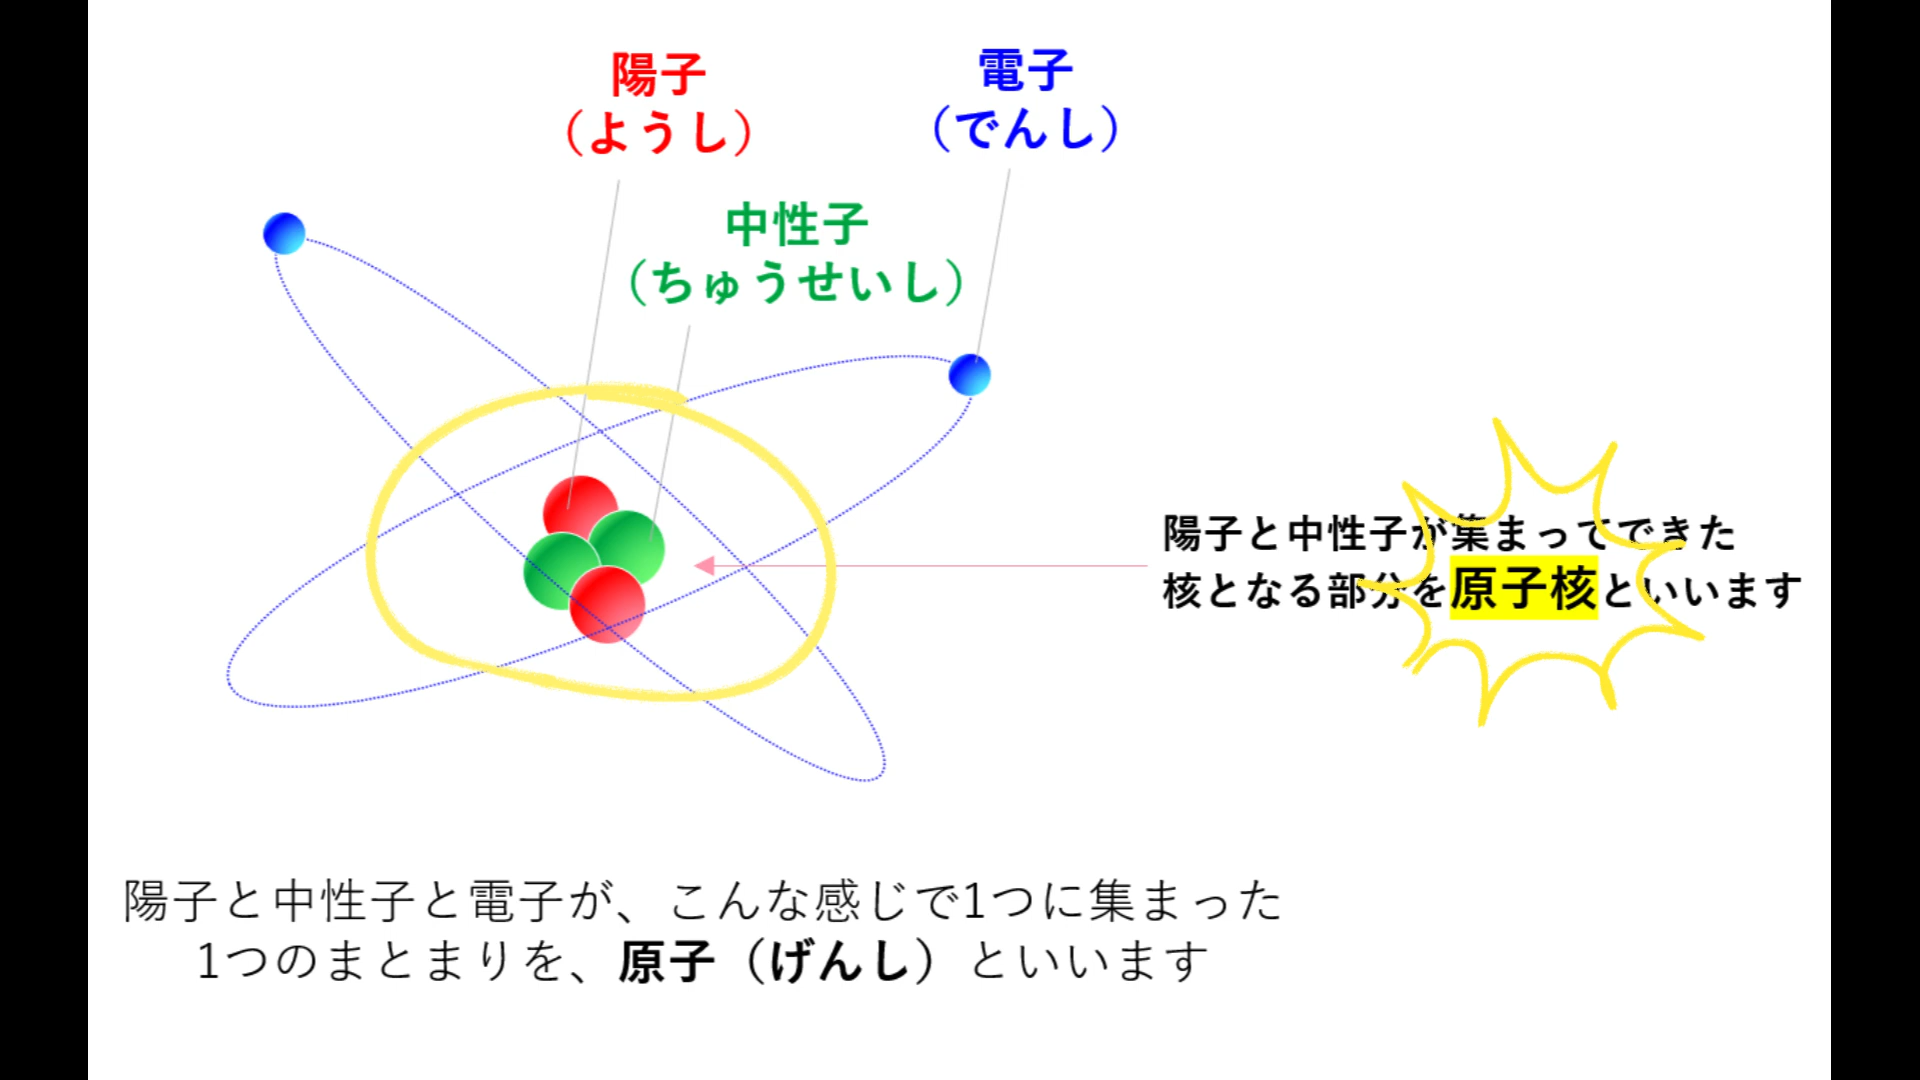 陽子
（ようし）
電子
（でんし）
中性子
（ちゅうせいし）
陽子と中性子が集まってできた
核となる部分を原子核といいます
陽子と中性子と電子が、こんな感じで1つに集まった
1つのまとまりを、原子（げんし）といいます